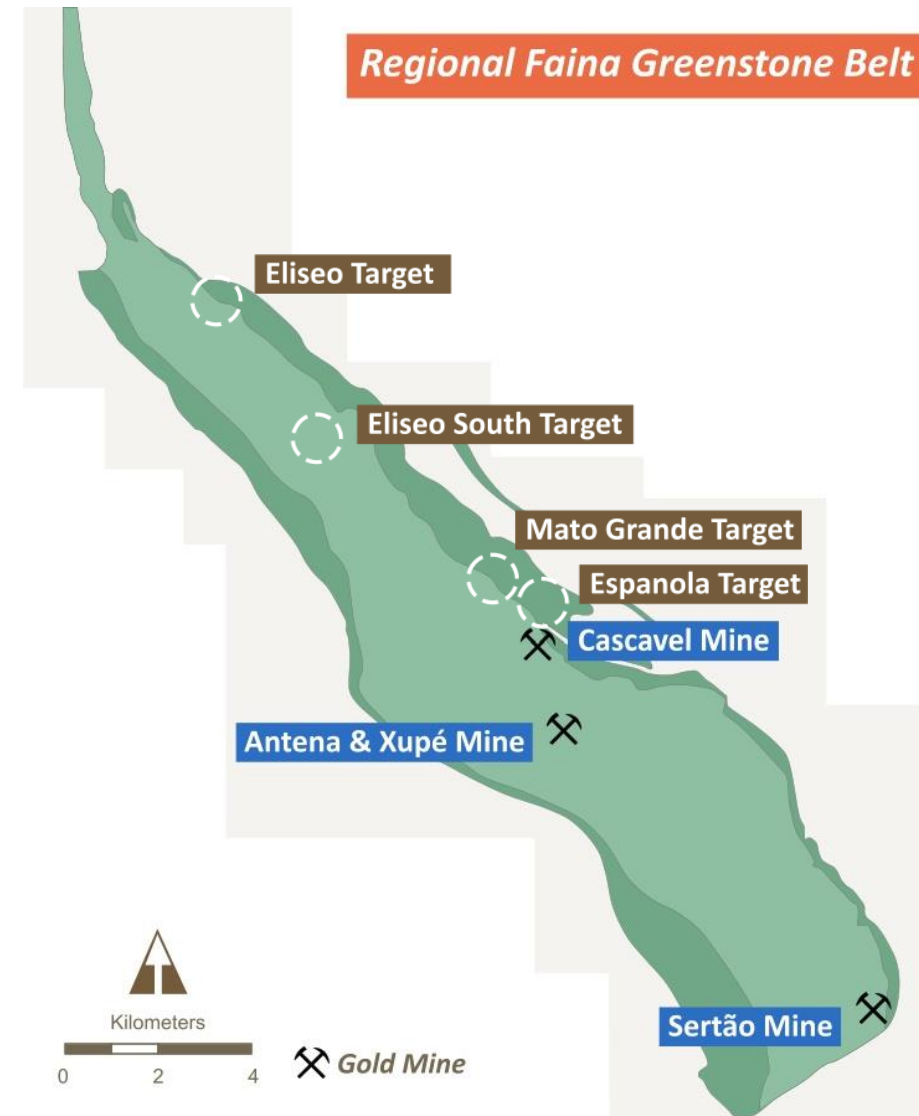 Regional Faina Greenstone Belt
Eliseo Target
Eliseo South Target
Mato Grande Target
Espanola Target
Cascavel Mine
Antena & Xupé Mine
Sertão Mine
Kilometers
0 2 4
Gold Mine